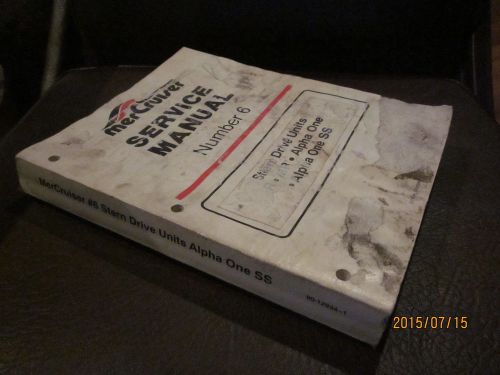 MerCruiser
SERVICE
MANUAL
Number 6
Stern Drive Units
• Alpha One
• Alpha One SS
MerCruiser #6 Stern Drive Units Alpha One SS
2015/07/15